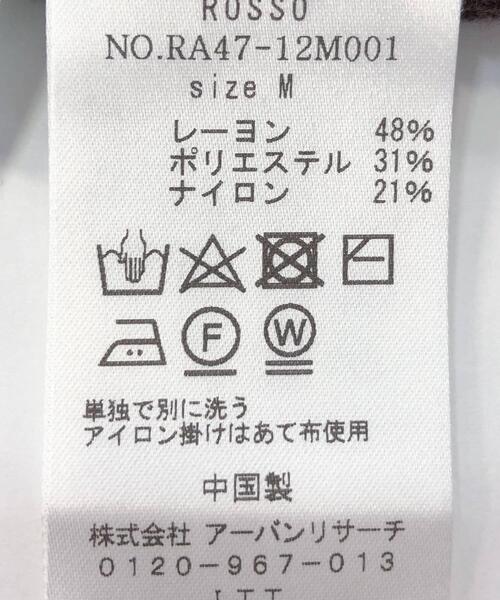 ROSSO
NO.RA47-12M001
size M
レーヨン 48%
ポリエステル 31%
ナイロン 21%
F
W
単独で別に洗う
アイロン掛けはあて布使用
中国製
株式会社 アーバンリサーチ
0120-967-013